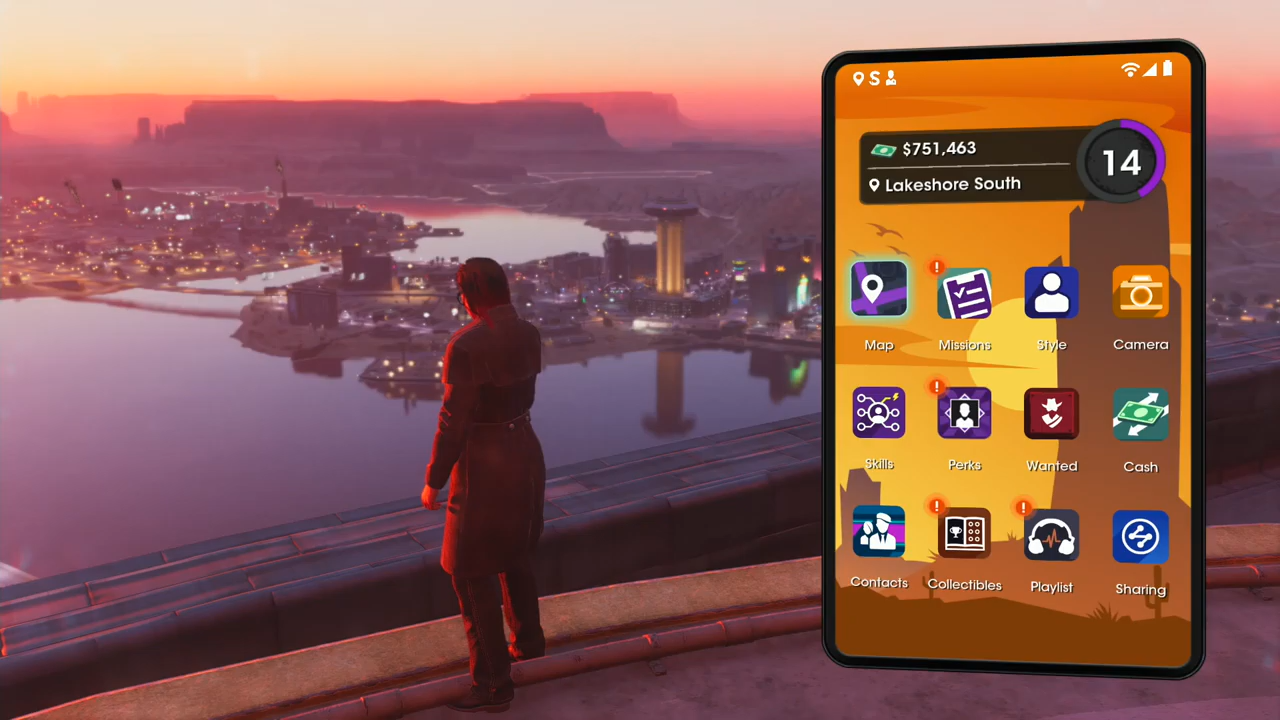 S
$751,463
14
Lakeshore South
!
Map
Missions
Style
Camera
!
Skills
Perks
Wanted
Cash
!
!
Contacts
Collectibles
Playlist
Sharing